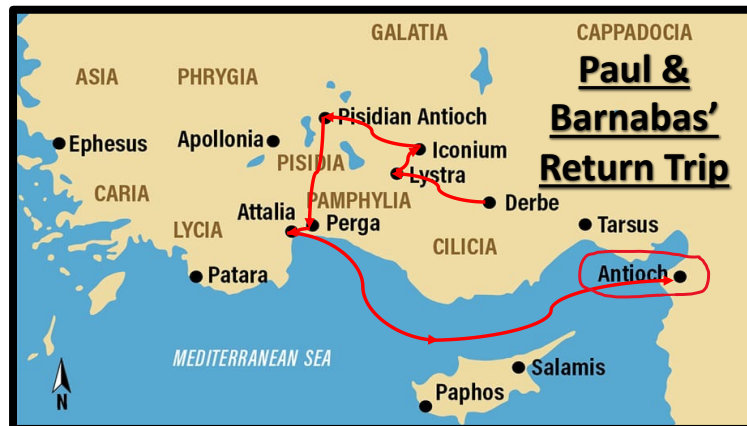 GALATIA
CAPPADOCIA
Paul &
Barnabas’
Return Trip
ASIA
PHRYGIA
Pisidian Antioch
Ephesus
Apollonia
Iconium
PISIDIA
Lystra
CARIA
PAMPHYLIA
Derbe
Attalia
Perga
LYCIA
Tarsus
CILICIA
Patara
Antioch
MEDITERRANEAN SEA
Salamis
Paphos
N